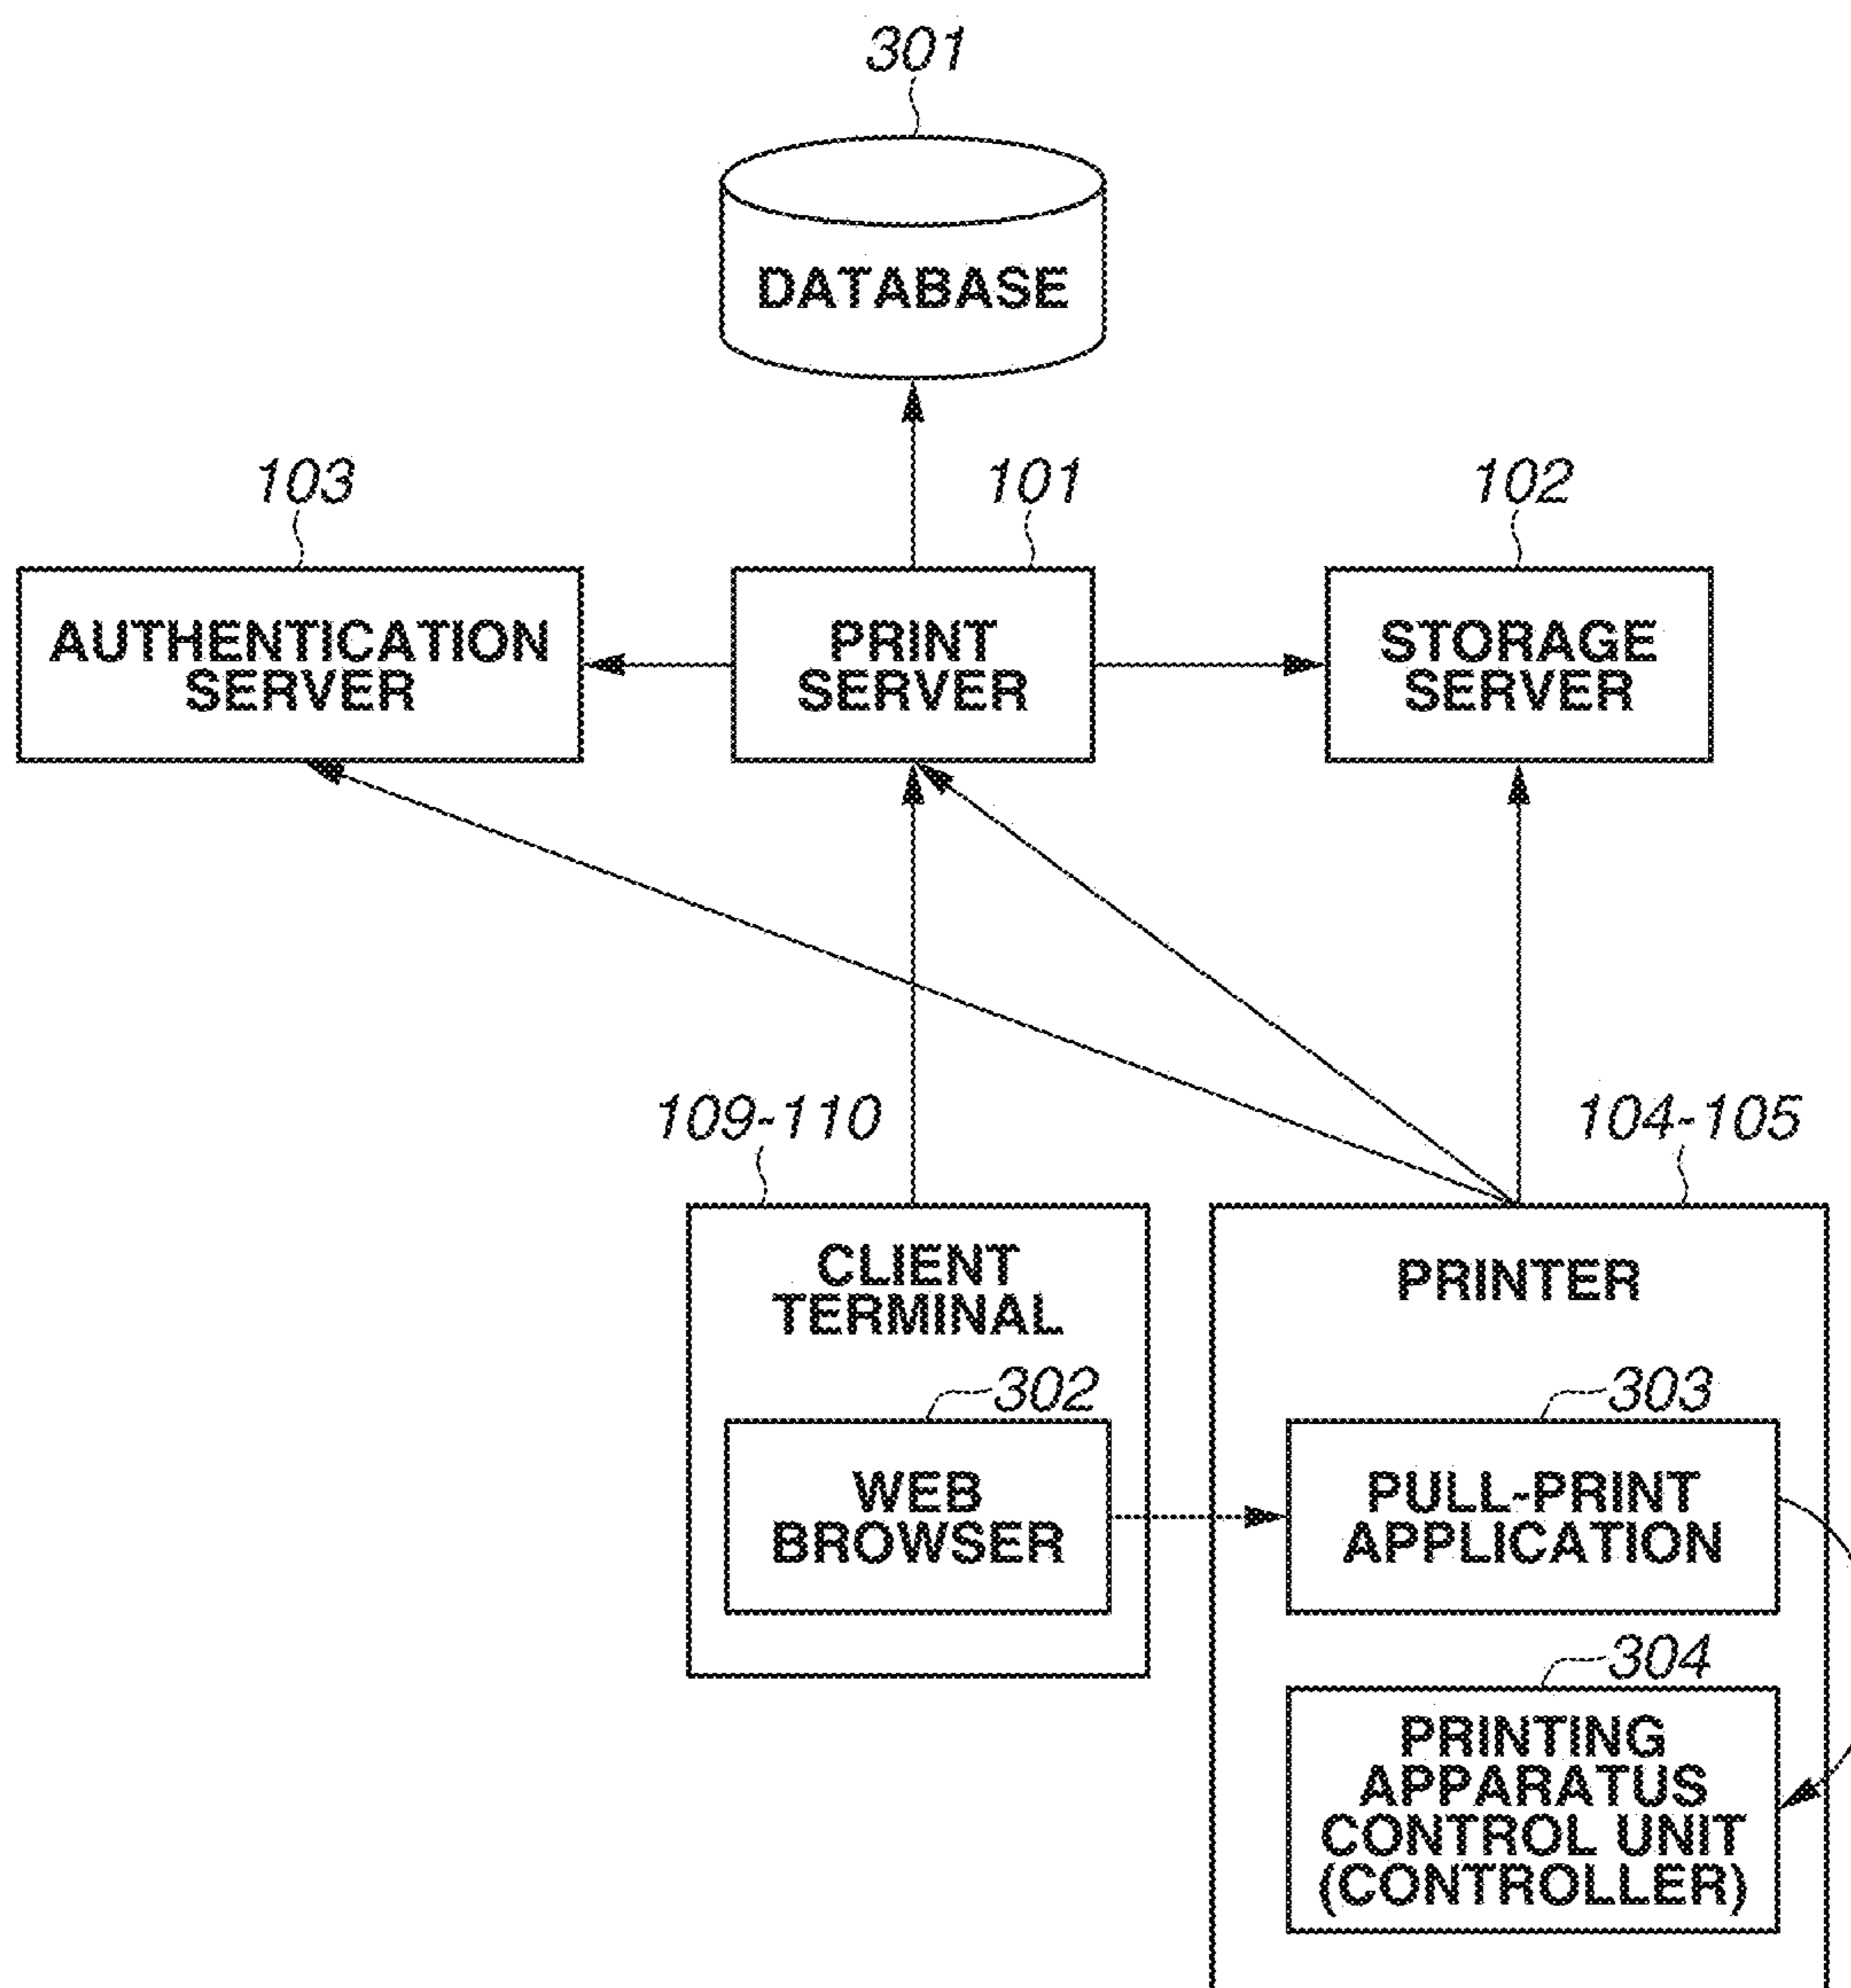 301
DATABASE
103
101
102
AUTHENTICATION
SERVER
PRINT
SERVER
STORAGE
SERVER
109-110
104-105
CLIENT
TERMINAL
PRINTER
302
303
WEB
BROWSER
PULL-PRINT
APPLICATION
304
PRINTING
APPARATUS
CONTROL UNIT
(CONTROLLER)